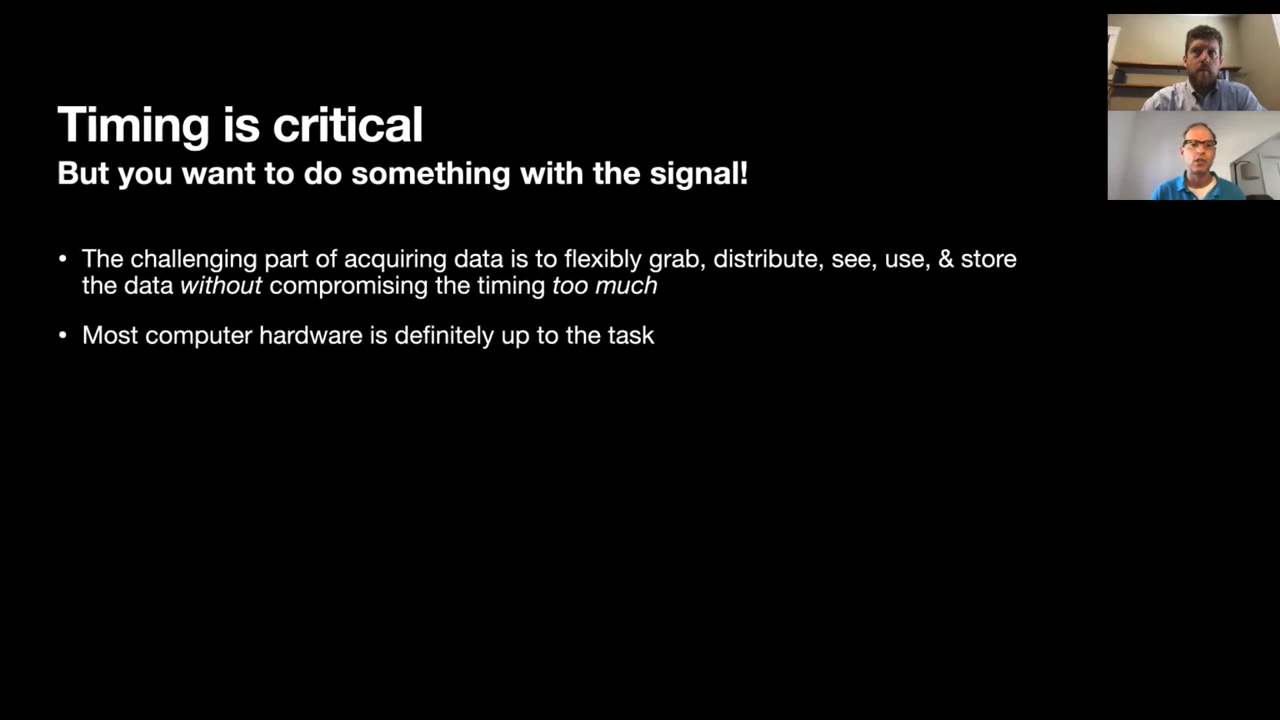 Timing is critical
But you want to do something with the signal!
• The challenging part of acquiring data is to flexibly grab, distribute, see, use, & store
the data without compromising the timing too much
• Most computer hardware is definitely up to the task